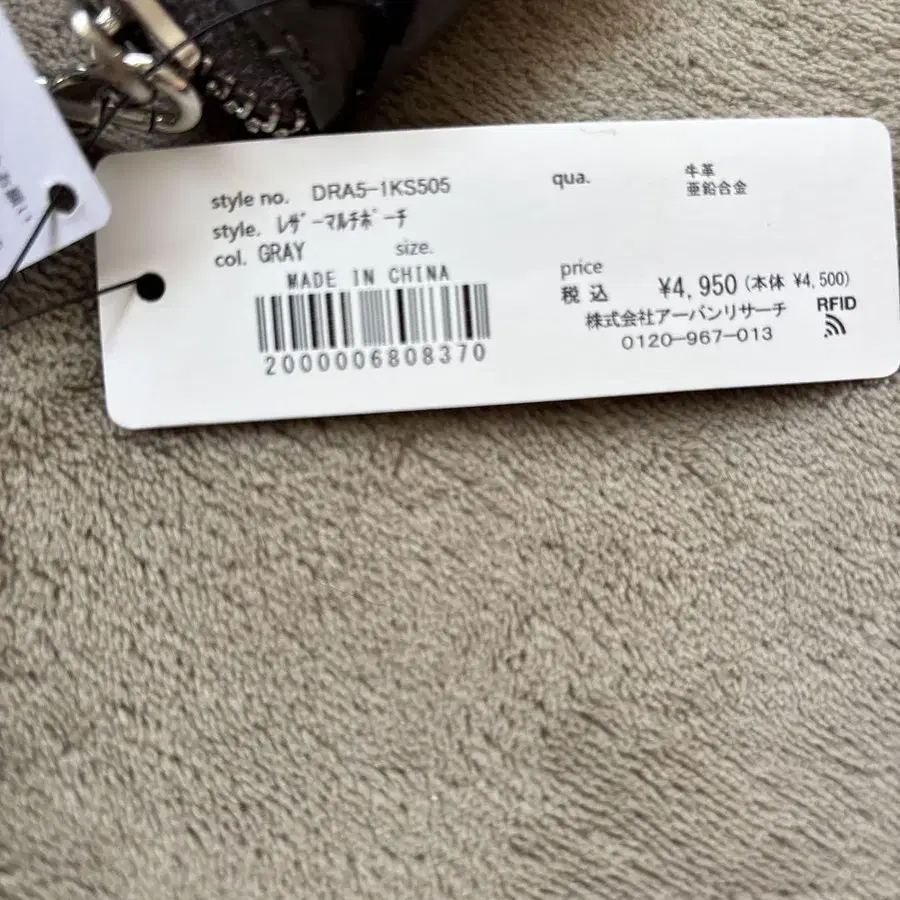 style no. DRA5-1KS505
style. ﾚｻﾞｰﾏﾙﾁﾎﾟｰﾁ
col. GRAY size.
MADE IN CHINA
2000006808370
qua. 牛革
亜鉛合金
price
税込 ¥4,950 (本体 ¥4,500)
株式会社アーバンリサーチ
0120-967-013
RFID